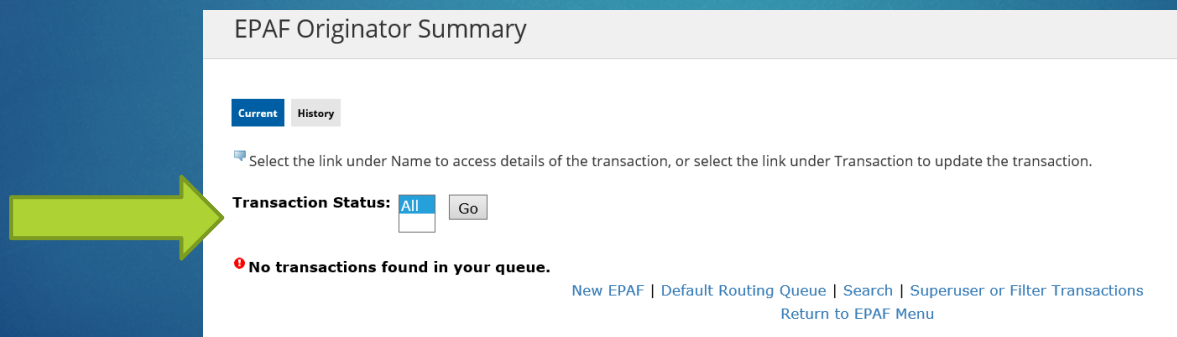 EPAF Originator Summary
Current History
Select the link under Name to access details of the transaction, or select the link under Transaction to update the transaction.
Transaction Status: All Go
No transactions found in your queue.
New EPAF | Default Routing Queue | Search | Superuser or Filter Transactions
Return to EPAF Menu